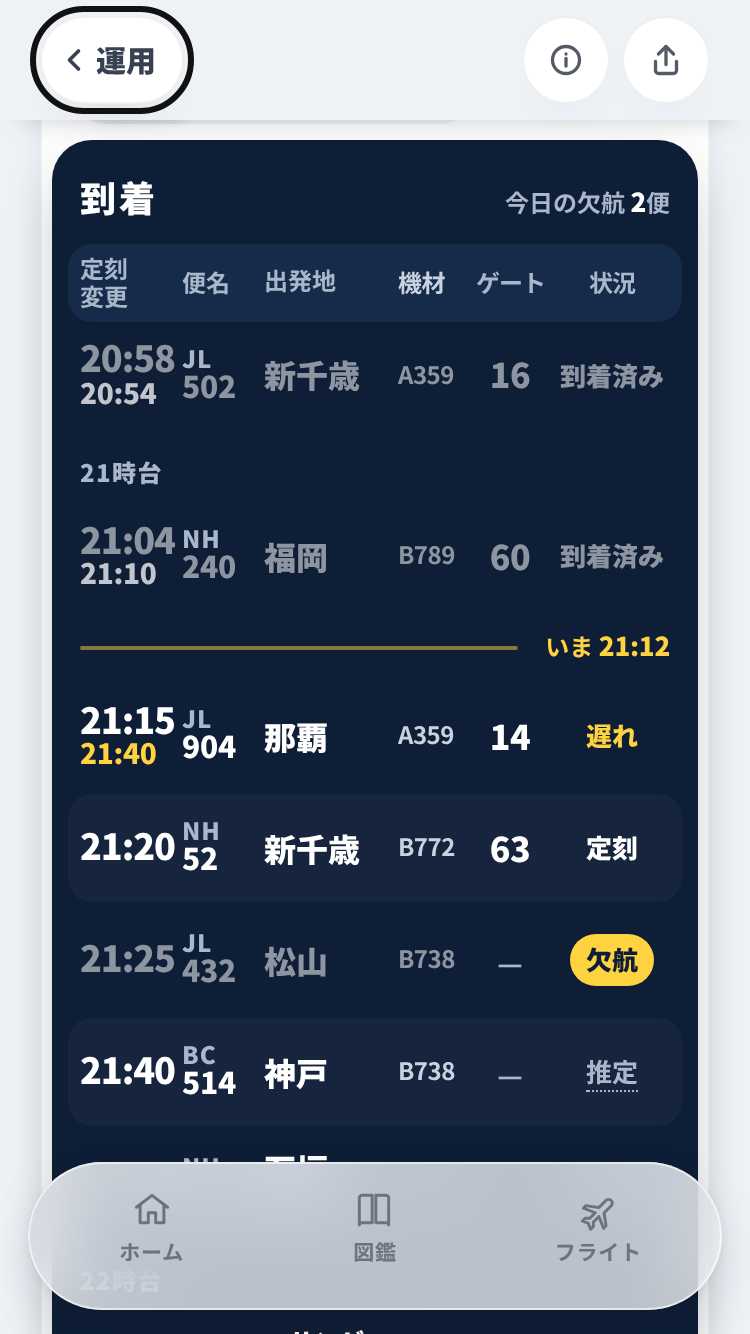 運用
到着
今日の欠航 2便
定刻 変更 便名 出発地 機材 ゲート 状況
20:58 20:54 JL 502 新千歳 A359 16 到着済み
21時台
21:04 21:10 NH 240 福岡 B789 60 到着済み
いま 21:12
21:15 21:40 JL 904 那覇 A359 14 遅れ
21:20 NH 52 新千歳 B772 63 定刻
21:25 JL 432 松山 B738 — 欠航
21:40 BC 514 神戸 B738 — 推定
NH
ホーム 図鑑 フライト
22時台